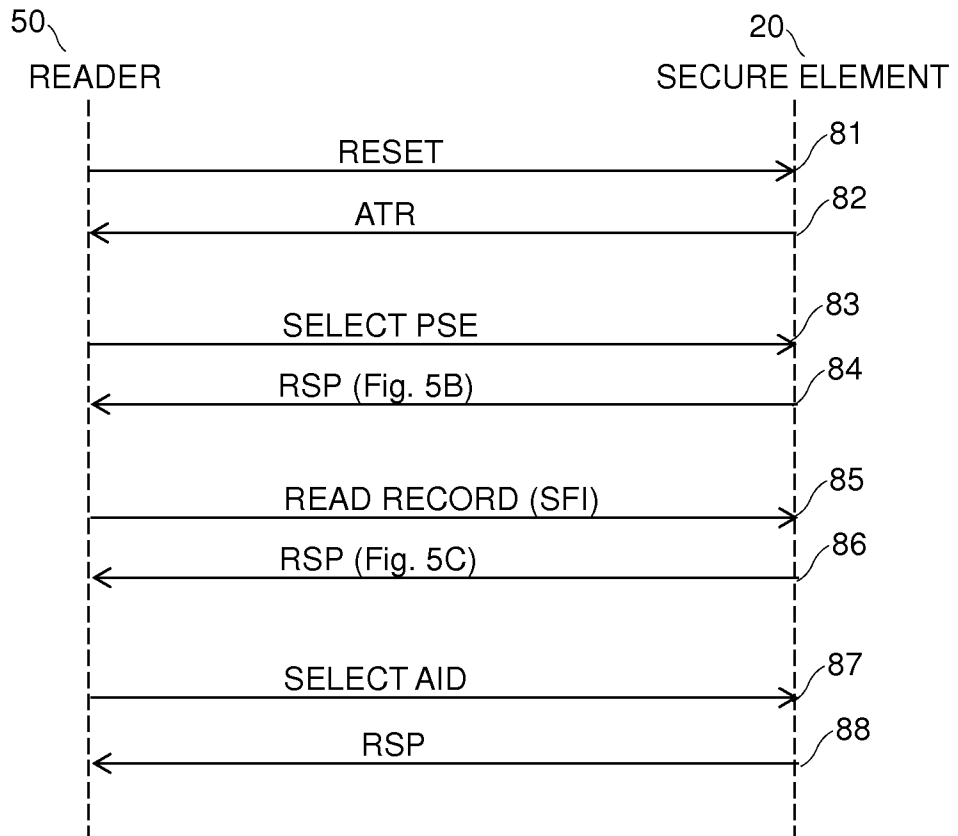 50
20
READER
SECURE ELEMENT
RESET
81
ATR
82
SELECT PSE
83
RSP (Fig. 5B)
84
READ RECORD (SFI)
85
RSP (Fig. 5C)
86
SELECT AID
87
RSP
88